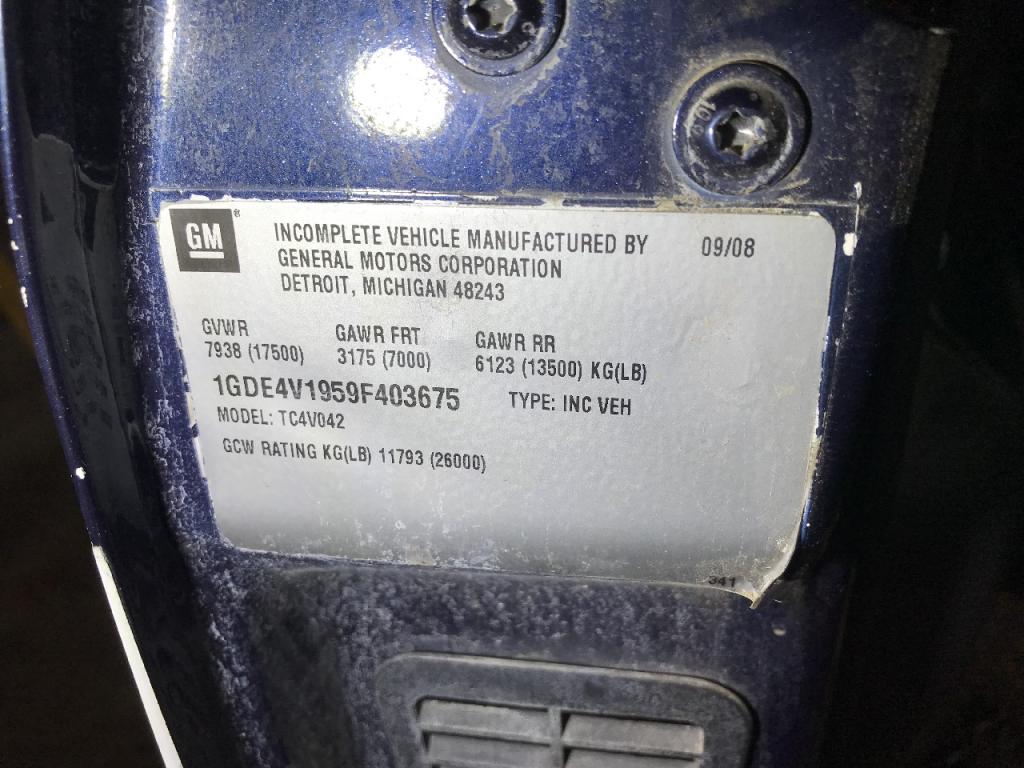 GM®
INCOMPLETE VEHICLE MANUFACTURED BY 09/08
GENERAL MOTORS CORPORATION
DETROIT, MICHIGAN 48243
GVWR GAWR FRT GAWR RR
7938 (17500) 3175 (7000) 6123 (13500) KG(LB)
1GDE4V1959F403675 TYPE: INC VEH
MODEL: TC4V042
GCW RATING KG(LB) 11793 (26000)
341